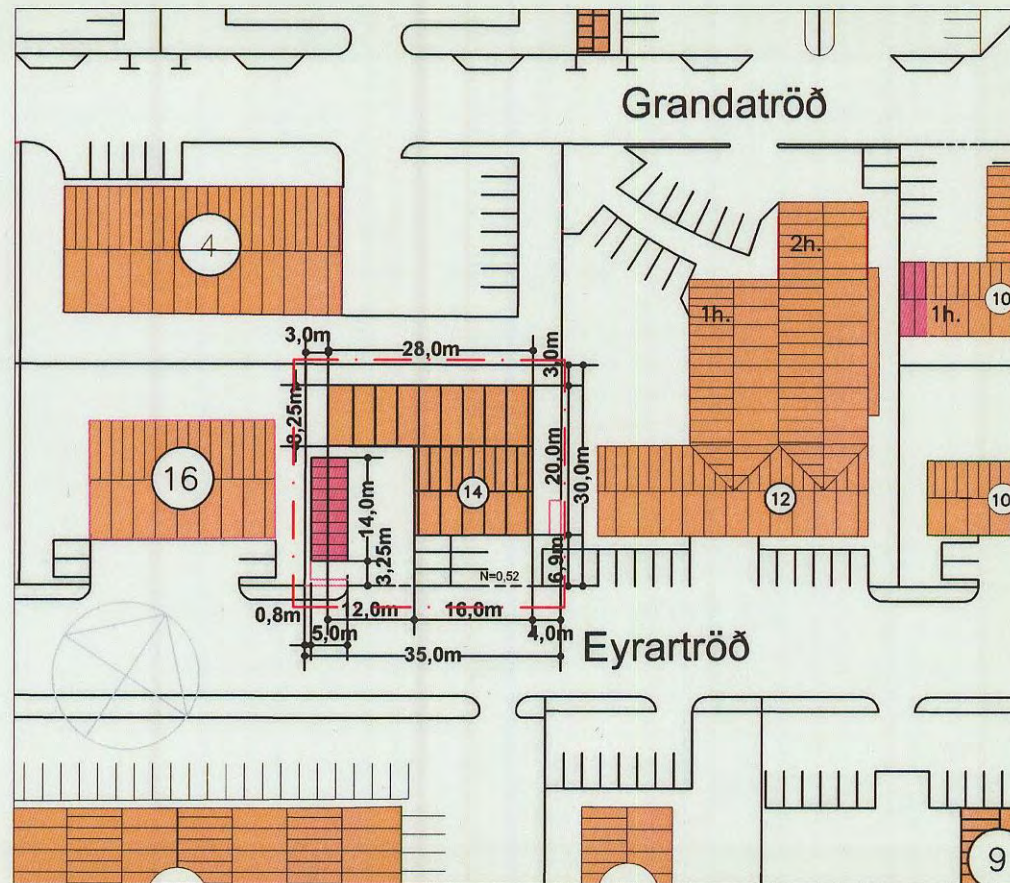 Grandatröð
4
2h.
1h.
1h.
10
3,0m
28,0m
3,0m
8,25m
20,0m
30,0m
16
14
12
10
14,0m
3,25m
N=0,52
6,9m
0,8m
12,0m
16,0m
5,0m
4,0m
35,0m
Eyrartröð
9